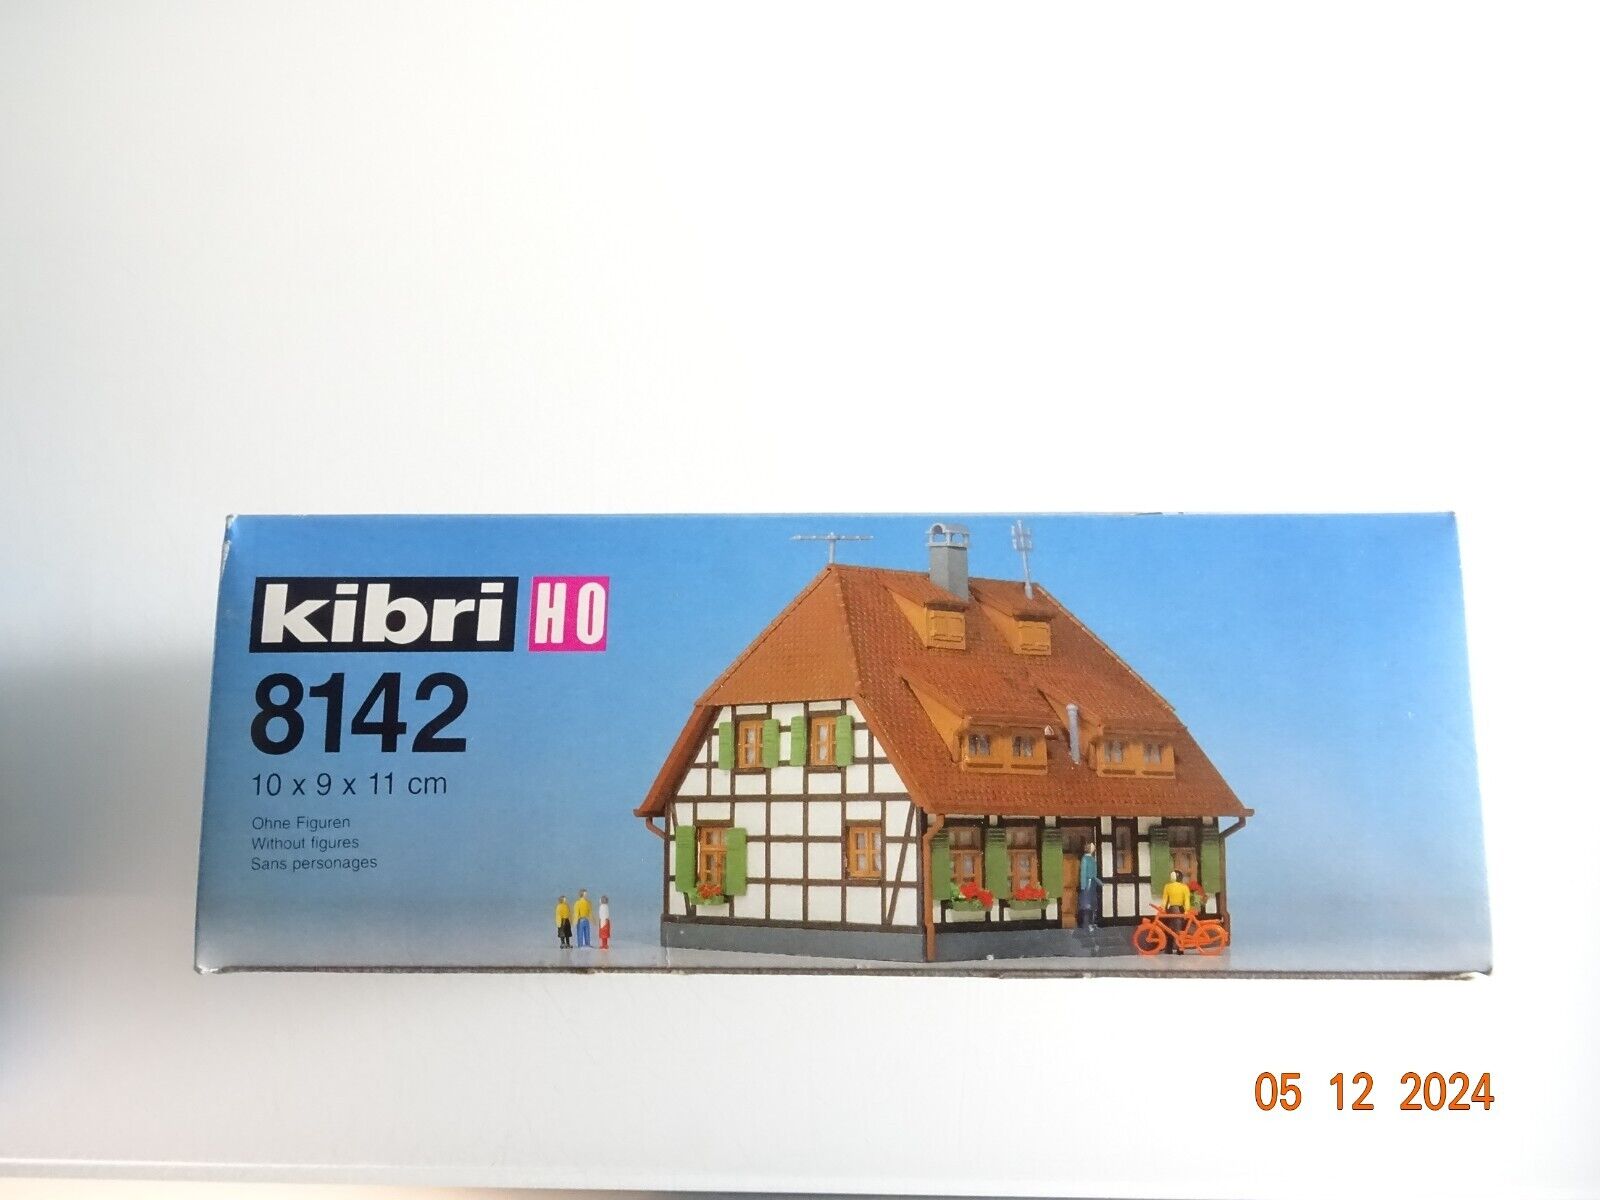 kibri HO
8142
10 x 9 x 11 cm
Ohne Figuren
Without figures
Sans personages
05 12 2024